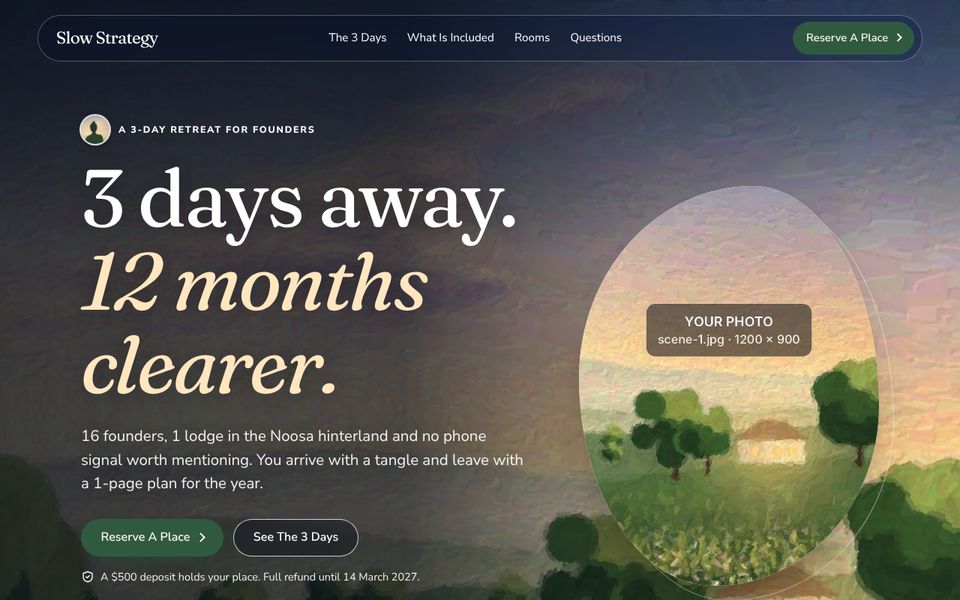 Slow Strategy
The 3 Days
What Is Included
Rooms
Questions
Reserve A Place
A 3-DAY RETREAT FOR FOUNDERS
3 days away.
12 months
clearer.
16 founders, 1 lodge in the Noosa hinterland and no phone
signal worth mentioning. You arrive with a tangle and leave with
a 1-page plan for the year.
Reserve A Place
See The 3 Days
A $500 deposit holds your place. Full refund until 14 March 2027.
YOUR PHOTO
scene-1.jpg · 1200 × 900